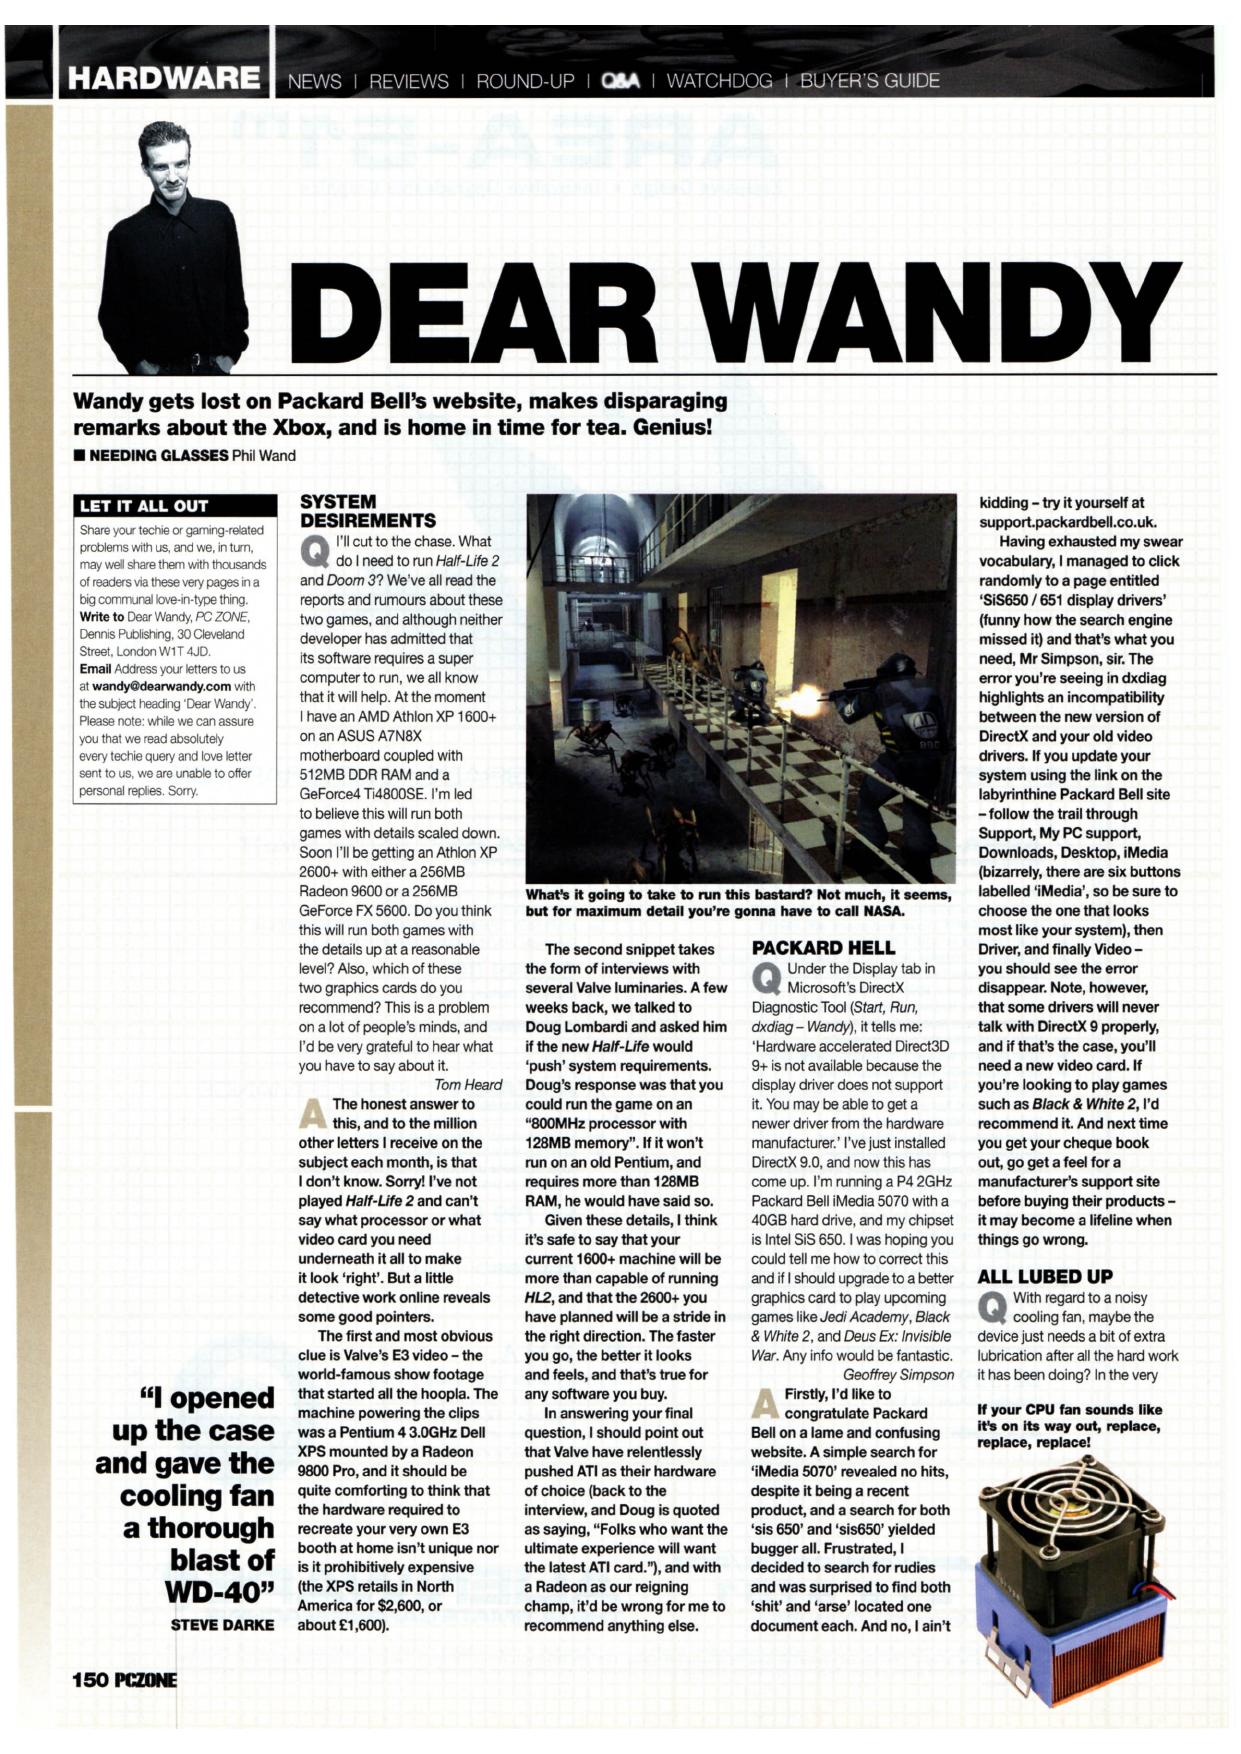 HARDWARE
NEWS | REVIEWS | ROUND-UP | Q&A | WATCHDOG | BUYER'S GUIDE
DEAR WANDY
Wandy gets lost on Packard Bell's website, makes disparaging
remarks about the Xbox, and is home in time for tea. Genius!
■ NEEDING GLASSES Phil Wand
LET IT ALL OUT
Share your techie or gaming-related
problems with us, and we, in turn,
may well share them with thousands
of readers via these very pages in a
big communal love-in-type thing.
Write to Dear Wandy, PC ZONE,
Dennis Publishing, 30 Cleveland
Street, London W1T 4JD.
Email Address your letters to us
at wandy@dearwandy.com with
the subject heading 'Dear Wandy'.
Please note: while we can assure
you that we read absolutely
every techie query and love letter
sent to us, we are unable to offer
personal replies. Sorry.
"I opened
up the case
and gave the
cooling fan
a thorough
blast of
WD-40"
STEVE DARKE
SYSTEM
DESIREMENTS
Q I'll cut to the chase. What
do I need to run Half-Life 2
and Doom 3? We've all read the
reports and rumours about these
two games, and although neither
developer has admitted that
its software requires a super
computer to run, we all know
that it will help. At the moment
I have an AMD Athlon XP 1600+
on an ASUS A7N8X
motherboard coupled with
512MB DDR RAM and a
GeForce4 Ti4800SE. I'm led
to believe this will run both
games with details scaled down.
Soon I'll be getting an Athlon XP
2600+ with either a 256MB
Radeon 9600 or a 256MB
GeForce FX 5600. Do you think
this will run both games with
the details up at a reasonable
level? Also, which of these
two graphics cards do you
recommend? This is a problem
on a lot of people's minds, and
I'd be very grateful to hear what
you have to say about it.
Tom Heard
A The honest answer to
this, and to the million
other letters I receive on the
subject each month, is that
I don't know. Sorry! I've not
played Half-Life 2 and can't
say what processor or what
video card you need
underneath it all to make
it look 'right'. But a little
detective work online reveals
some good pointers.
The first and most obvious
clue is Valve's E3 video – the
world-famous show footage
that started all the hoopla. The
machine powering the clips
was a Pentium 4 3.0GHz Dell
XPS mounted by a Radeon
9800 Pro, and it should be
quite comforting to think that
the hardware required to
recreate your very own E3
booth at home isn't unique nor
is it prohibitively expensive
(the XPS retails in North
America for $2,600, or
about £1,600).
What's it going to take to run this bastard? Not much, it seems,
but for maximum detail you're gonna have to call NASA.
The second snippet takes
the form of interviews with
several Valve luminaries. A few
weeks back, we talked to
Doug Lombardi and asked him
if the new Half-Life would
'push' system requirements.
Doug's response was that you
could run the game on an
"800MHz processor with
128MB memory". If it won't
run on an old Pentium, and
requires more than 128MB
RAM, he would have said so.
Given these details, I think
it's safe to say that your
current 1600+ machine will be
more than capable of running
HL2, and that the 2600+ you
have planned will be a stride in
the right direction. The faster
you go, the better it looks
and feels, and that's true for
any software you buy.
In answering your final
question, I should point out
that Valve have relentlessly
pushed ATI as their hardware
of choice (back to the
interview, and Doug is quoted
as saying, "Folks who want the
ultimate experience will want
the latest ATI card."), and with
a Radeon as our reigning
champ, it'd be wrong for me to
recommend anything else.
PACKARD HELL
Q Under the Display tab in
Microsoft's DirectX
Diagnostic Tool (Start, Run,
dxdiag – Wandy), it tells me:
'Hardware accelerated Direct3D
9+ is not available because the
display driver does not support
it. You may be able to get a
newer driver from the hardware
manufacturer.' I've just installed
DirectX 9.0, and now this has
come up. I'm running a P4 2GHz
Packard Bell iMedia 5070 with a
40GB hard drive, and my chipset
is Intel SiS 650. I was hoping you
could tell me how to correct this
and if I should upgrade to a better
graphics card to play upcoming
games like Jedi Academy, Black
& White 2, and Deus Ex: Invisible
War. Any info would be fantastic.
Geoffrey Simpson
A Firstly, I'd like to
congratulate Packard
Bell on a lame and confusing
website. A simple search for
'iMedia 5070' revealed no hits,
despite it being a recent
product, and a search for both
'sis 650' and 'sis650' yielded
bugger all. Frustrated, I
decided to search for rudies
and was surprised to find both
'shit' and 'arse' located one
document each. And no, I ain't
kidding – try it yourself at
support.packardbell.co.uk.
Having exhausted my swear
vocabulary, I managed to click
randomly to a page entitled
'SiS650 / 651 display drivers'
(funny how the search engine
missed it) and that's what you
need, Mr Simpson, sir. The
error you're seeing in dxdiag
highlights an incompatibility
between the new version of
DirectX and your old video
drivers. If you update your
system using the link on the
labyrinthine Packard Bell site
– follow the trail through
Support, My PC support,
Downloads, Desktop, iMedia
(bizarrely, there are six buttons
labelled 'iMedia', so be sure to
choose the one that looks
most like your system), then
Driver, and finally Video –
you should see the error
disappear. Note, however,
that some drivers will never
talk with DirectX 9 properly,
and if that's the case, you'll
need a new video card. If
you're looking to play games
such as Black & White 2, I'd
recommend it. And next time
you get your cheque book
out, go get a feel for a
manufacturer's support site
before buying their products –
it may become a lifeline when
things go wrong.
ALL LUBED UP
Q With regard to a noisy
cooling fan, maybe the
device just needs a bit of extra
lubrication after all the hard work
it has been doing? In the very
If your CPU fan sounds like
it's on its way out, replace,
replace, replace!
150 PCZONE